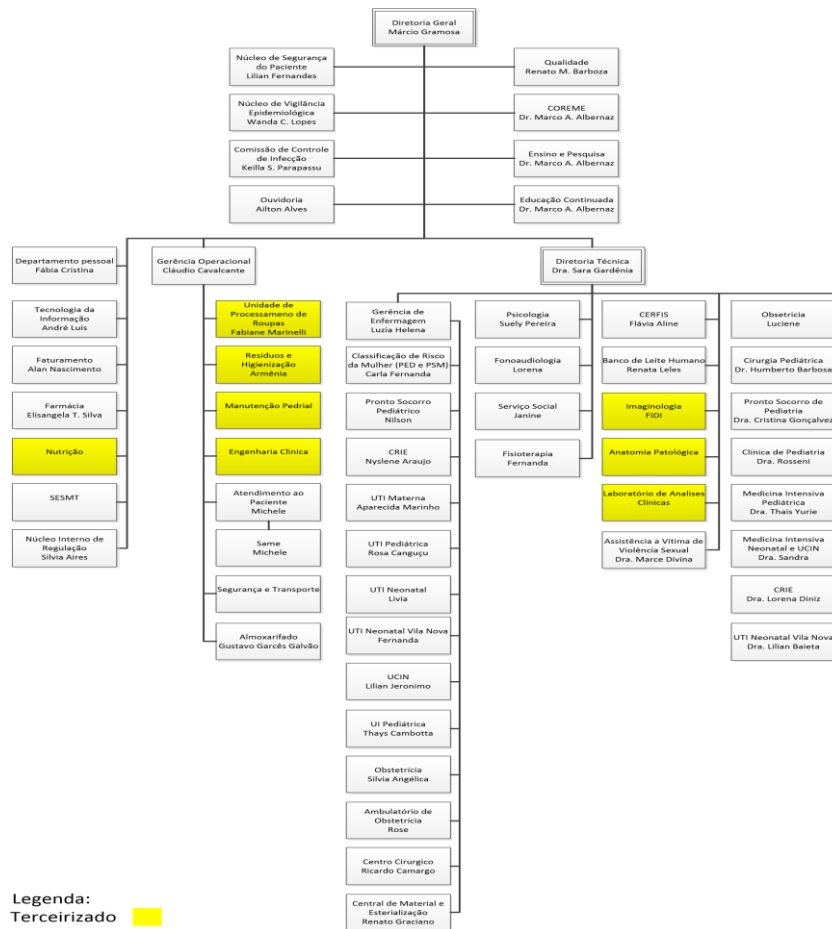 Diretoria Geral
Márcio Gramosa
Núcleo de Segurança
do Paciente
Lilian Fernandes
Qualidade
Renato M. Barboza
Núcleo de Vigilância
Epidemiológica
Wanda C. Lopes
COREME
Dr. Marco A. Albernaz
Comissão de Controle
de Infecção
Keilla S. Parapassu
Ensino e Pesquisa
Dr. Marco A. Albernaz
Ouvidoria
Ailton Alves
Educação Continuada
Dr. Marco A. Albernaz
Departamento pessoal
Fábia Cristina
Gerência Operacional
Cláudio Cavalcante
Diretoria Técnica
Dra. Sara Gardênia
Tecnologia da
Informação
André Luis
Faturamento
Alan Nascimento
Farmácia
Elisangela T. Silva
Nutrição
SESMT
Núcleo Interno de
Regulação
Silvia Aires
Unidade de
Processameno de
Roupas
Fabiane Marinelli
Resíduos e
Higienização
Armênia
Manutenção Pedrial
Engenharia Clinica
Atendimento ao
Paciente
Michele
Same
Michele
Segurança e Transporte
Almoxarifado
Gustavo Garcês Galvão
Gerência de
Enfermagem
Luzia Helena
Classificação de Risco
da Mulher (PED e PSM)
Carla Fernanda
Pronto Socorro
Pediátrico
Nilson
CRIE
Nyslene Araujo
UTI Materna
Aparecida Marinho
UTI Pediátrica
Rosa Canguçu
UTI Neonatal
Livia
UTI Neonatal Vila Nova
Fernanda
UCIN
Lilian Jeronimo
UI Pediátrica
Thays Cambotta
Obstetricia
Silvia Angélica
Ambulatório de
Obstetrícia
Rose
Centro Cirurgico
Ricardo Camargo
Central de Material e
Esterialização
Renato Graciano
Psicologia
Suely Pereira
Fonoaudiologia
Lorena
Serviço Social
Janine
Fisioterapia
Fernanda
CERFIS
Flávia Aline
Banco de Leite Humano
Renata Leles
Imaginologia
FIDI
Anatomia Patológica
Laboratório de Analises
Clínicas
Assistência a Vítima de
Violência Sexual
Dra. Marce Divina
Obsetricia
Luciene
Cirurgia Pediátrica
Dr. Humberto Barbosa
Pronto Socorro de
Pediatria
Dra. Cristina Gonçalvez
Clínica de Pediatria
Dra. Rosseni
Medicina Intensiva
Pediátrica
Dra. Thais Yurie
Medicina Intensiva
Neonatal e UCIN
Dra. Sandra
CRIE
Dra. Lorena Diniz
UTI Neonatal Vila Nova
Dra. Lilian Baieta
Legenda:
Terceirizado